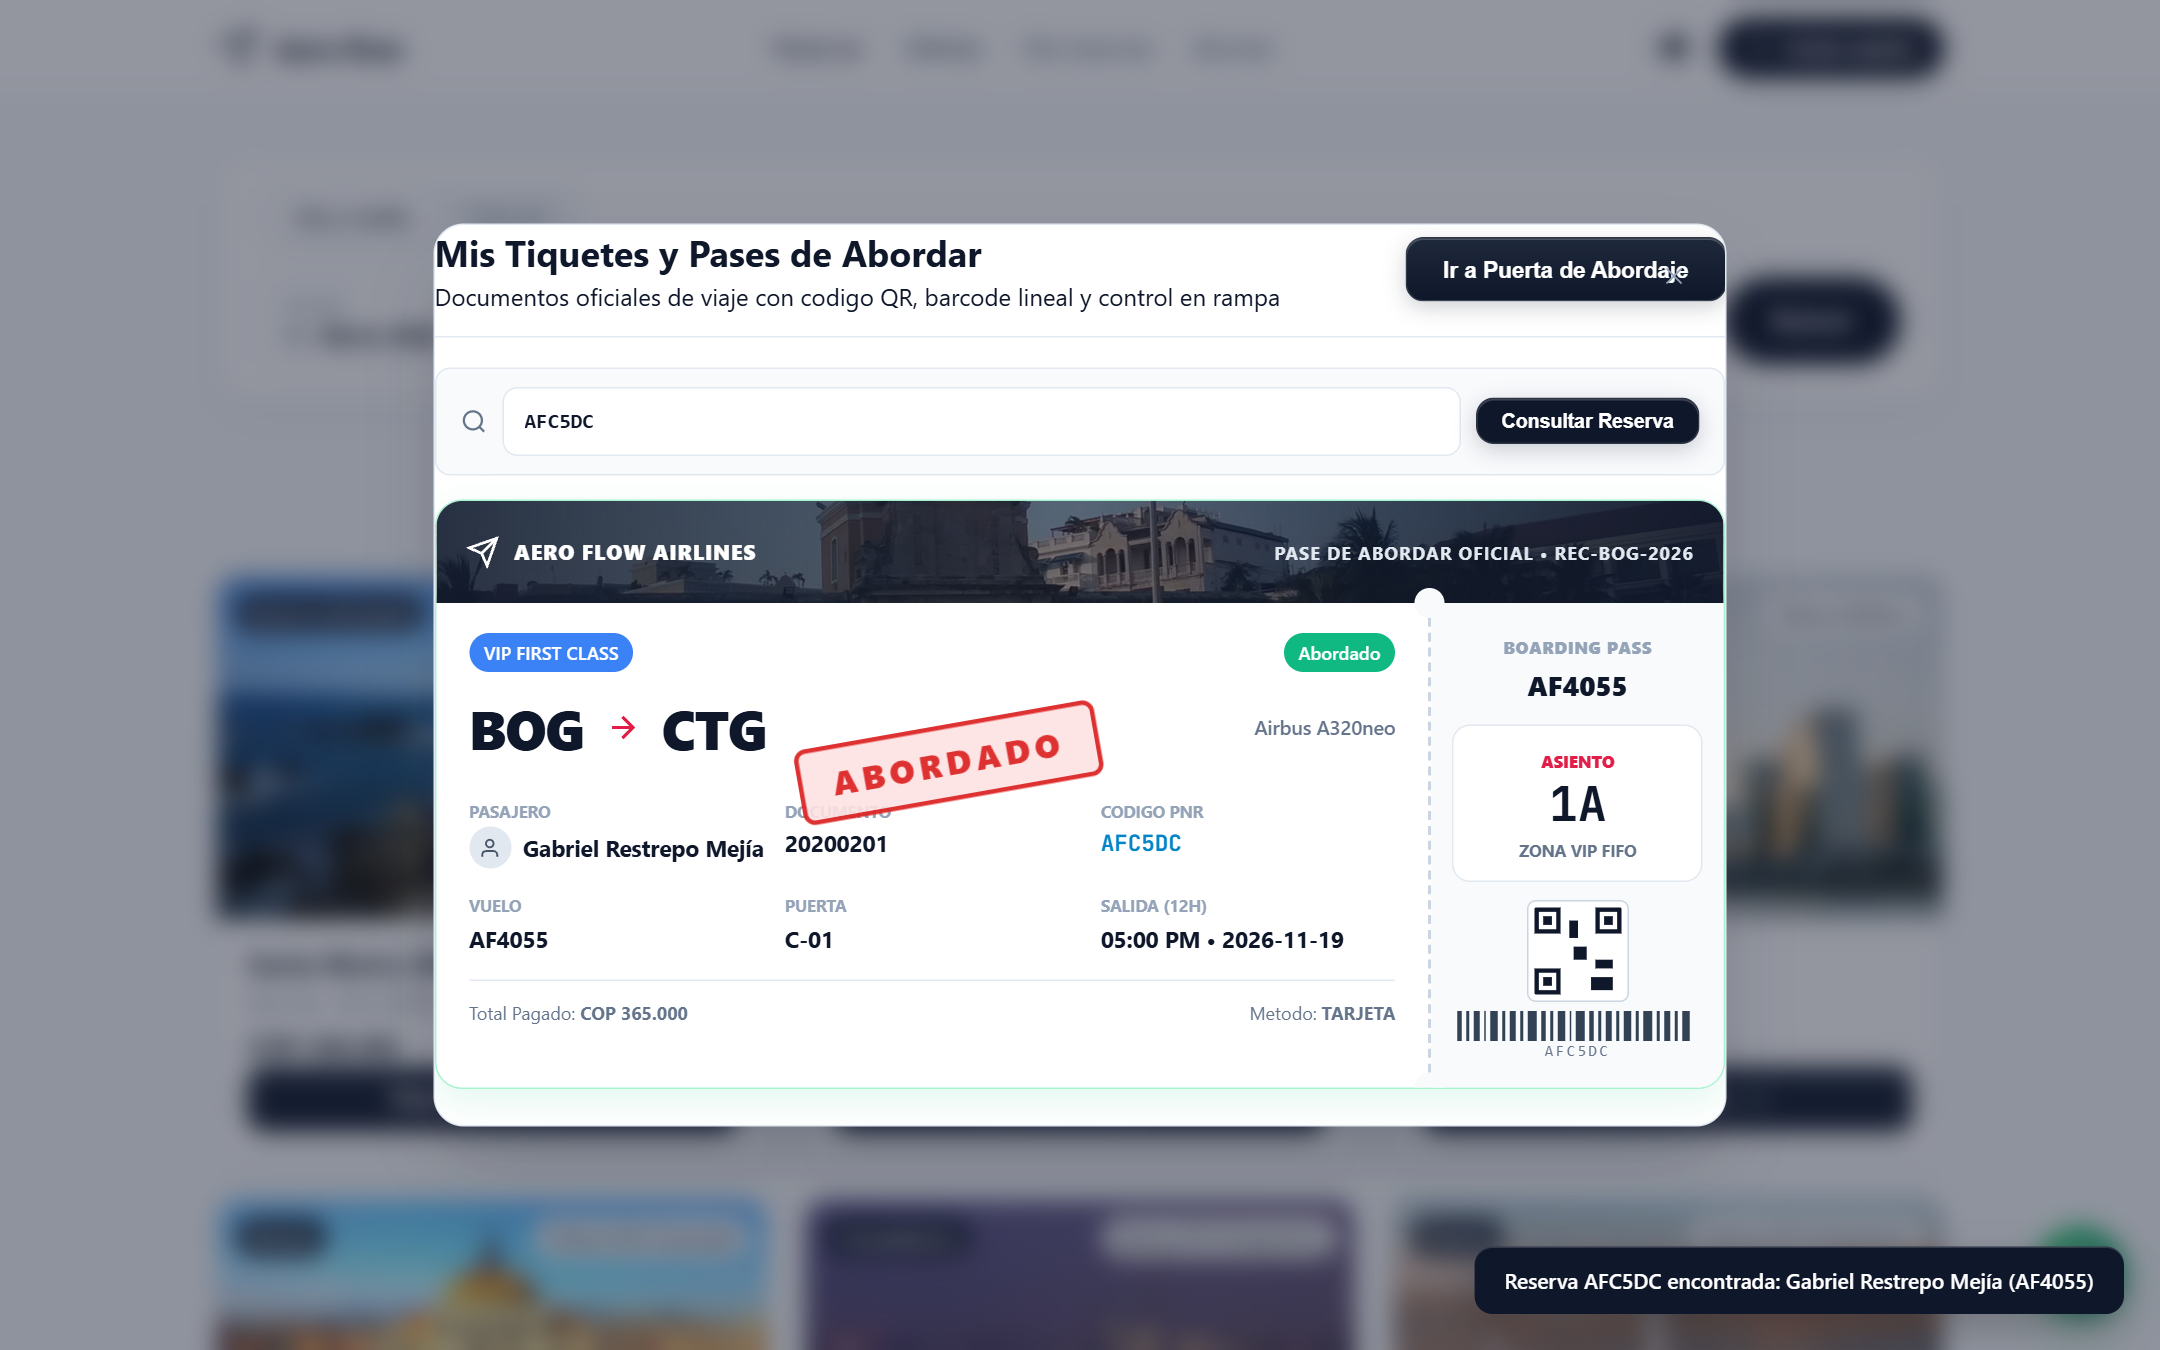 Mis Tiquetes y Pases de Abordar
Documentos oficiales de viaje con codigo QR, barcode lineal y control en rampa
Ir a Puerta de Abordaje
AFC5DC
Consultar Reserva
AERO FLOW AIRLINES
PASE DE ABORDAR OFICIAL • REC-BOG-2026
VIP FIRST CLASS
Abordado
BOG → CTG
Airbus A320neo
ABORDADO
PASAJERO
Gabriel Restrepo Mejía
DOCUMENTO
20200201
CODIGO PNR
AFC5DC
VUELO
AF4055
PUERTA
C-01
SALIDA (12H)
05:00 PM • 2026-11-19
Total Pagado: COP 365.000
Metodo: TARJETA
BOARDING PASS
AF4055
ASIENTO
1A
ZONA VIP FIFO
AFC5DC
Reserva AFC5DC encontrada: Gabriel Restrepo Mejía (AF4055)